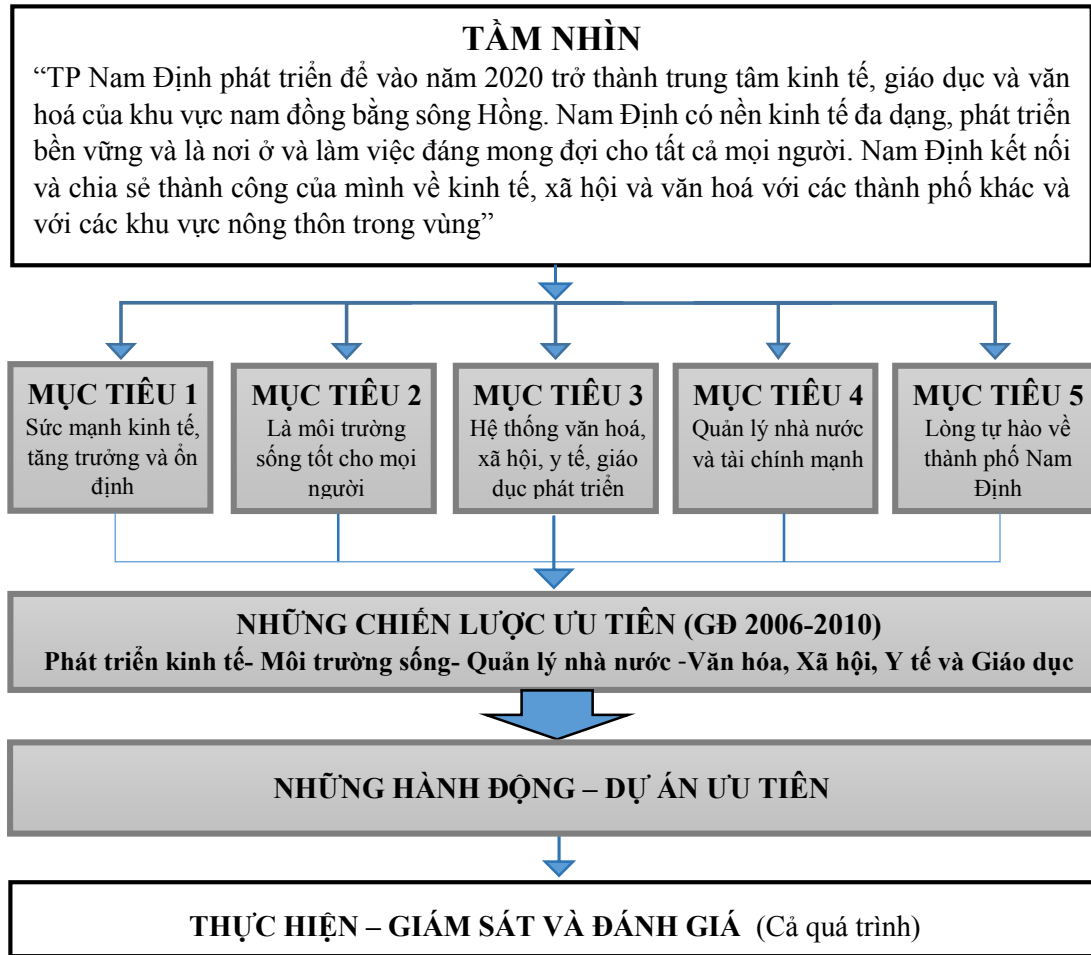 TẦM NHÌN
“TP Nam Định phát triển để vào năm 2020 trở thành trung tâm kinh tế, giáo dục và văn
hoá của khu vực nam đồng bằng sông Hồng. Nam Định có nền kinh tế đa dạng, phát triển
bền vững và là nơi ở và làm việc đáng mong đợi cho tất cả mọi người. Nam Định kết nối
và chia sẻ thành công của mình về kinh tế, xã hội và văn hoá với các thành phố khác và
với các khu vực nông thôn trong vùng”
MỤC TIÊU 1
Sức mạnh kinh tế,
tăng trưởng và ổn
định
MỤC TIÊU 2
Là môi trường
sống tốt cho mọi
người
MỤC TIÊU 3
Hệ thống văn hoá,
xã hội, y tế, giáo
dục phát triển
MỤC TIÊU 4
Quản lý nhà nước
và tài chính mạnh
MỤC TIÊU 5
Lòng tự hào về
thành phố Nam
Định
NHỮNG CHIẾN LƯỢC ƯU TIÊN (GĐ 2006-2010)
Phát triển kinh tế- Môi trường sống- Quản lý nhà nước -Văn hóa, Xã hội, Y tế và Giáo dục
NHỮNG HÀNH ĐỘNG – DỰ ÁN ƯU TIÊN
THỰC HIỆN – GIÁM SÁT VÀ ĐÁNH GIÁ (Cả quá trình)